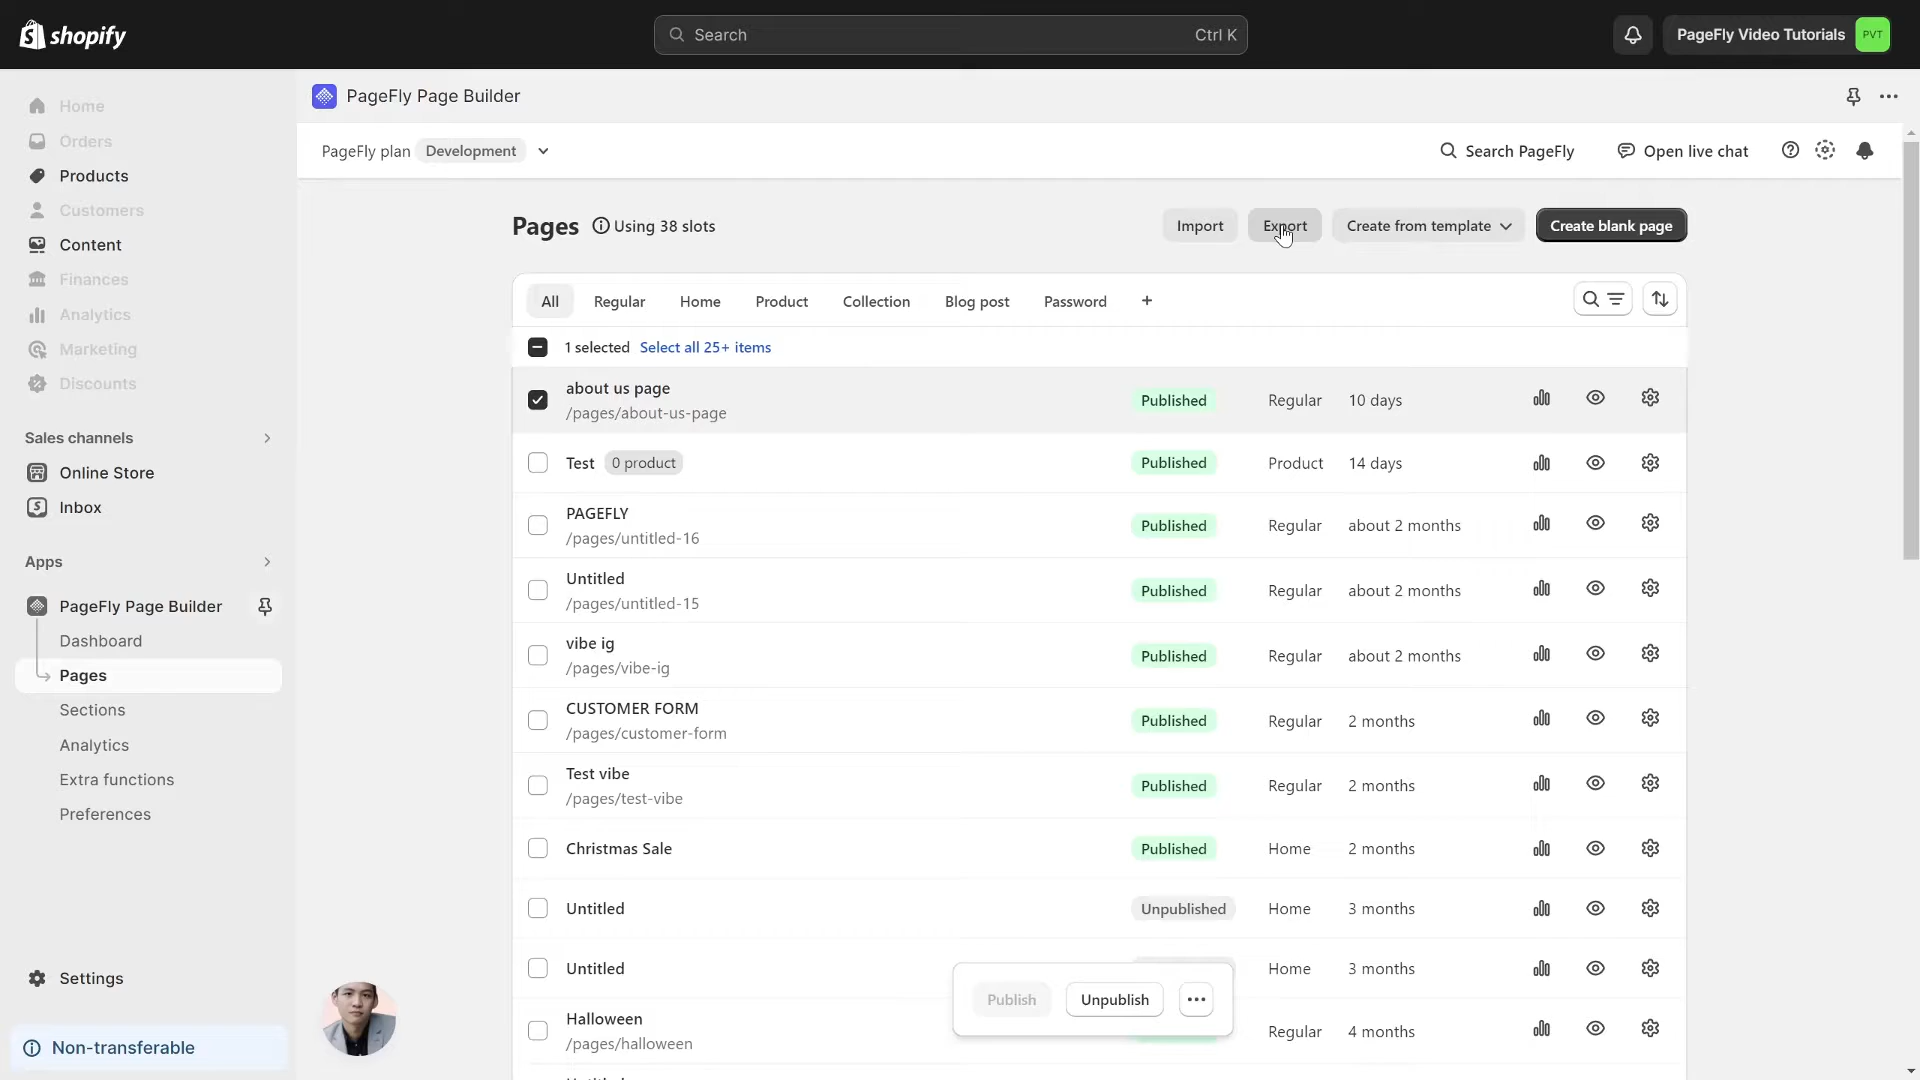 shopify
Search
Ctrl K
PageFly Video Tutorials
PVT
Home
Orders
Products
Customers
Content
Finances
Analytics
Marketing
Discounts
Sales channels
Online Store
Inbox
Apps
PageFly Page Builder
Dashboard
Pages
Sections
Analytics
Extra functions
Preferences
Settings
Non-transferable
PageFly Page Builder
PageFly plan Development
Search PageFly
Open live chat
Pages
Using 38 slots
Import
Export
Create from template
Create blank page
All Regular Home Product Collection Blog post Password +
1 selected Select all 25+ items
about us page
/pages/about-us-page
Published Regular 10 days
Test 0 product Published Product 14 days
PAGEFLY
/pages/untitled-16
Published Regular about 2 months
Untitled
/pages/untitled-15
Published Regular about 2 months
vibe ig
/pages/vibe-ig
Published Regular about 2 months
CUSTOMER FORM
/pages/customer-form
Published Regular 2 months
Test vibe
/pages/test-vibe
Published Regular 2 months
Christmas Sale Published Home 2 months
Untitled Unpublished Home 3 months
Untitled Home 3 months
Publish Unpublish
Halloween
/pages/halloween
Regular 4 months